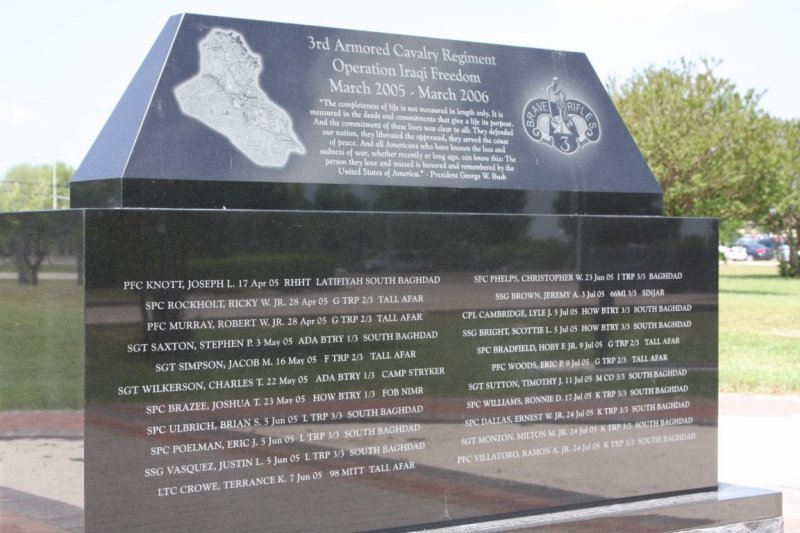 3rd Armored Cavalry Regiment
Operation Iraqi Freedom
March 2005 - March 2006
"The completeness of life is not measured in length only. It is
measured in the deeds and commitments that give a life its purpose.
And the commitment of these lives was clear to all: They defended
our nation, they liberated the oppressed, they served the cause
of peace. And all Americans who have known the loss and
sadness of war, whether recently or long ago, can know this: The
person they love and missed is honored and remembered by the
United States of America." - President George W. Bush
BRAVE RIFLES
3
PFC KNOTT, JOSEPH L. 17 Apr 05 RHHT LATIFIYAH SOUTH BAGHDAD
SPC ROCKHOLT, RICKY W. JR. 28 Apr 05 G TRP 2/3 TALL AFAR
PFC MURRAY, ROBERT W. JR. 28 Apr 05 G TRP 2/3 TALL AFAR
SGT SAXTON, STEPHEN P. 3 May 05 ADA BTRY 1/3 SOUTH BAGHDAD
SGT SIMPSON, JACOB M. 16 May 05 F TRP 2/3 TALL AFAR
SGT WILKERSON, CHARLES T. 22 May 05 ADA BTRY 1/3 CAMP STRYKER
SPC BRAZEE, JOSHUA T. 23 May 05 HOW BTRY 1/3 FOB NIMR
SPC ULBRICH, BRIAN S. 5 Jun 05 L TRP 3/3 SOUTH BAGHDAD
SPC POELMAN, ERIC J. 5 Jun 05 L TRP 3/3 SOUTH BAGHDAD
SSG VASQUEZ, JUSTIN L. 5 Jun 05 L TRP 3/3 SOUTH BAGHDAD
LTC CROWE, TERRANCE K. 7 Jun 05 98 MITT TALL AFAR
SFC PHELPS, CHRISTOPHER W. 23 Jun 05 I TRP 3/3 BAGHDAD
SSG BROWN, JEREMY A. 3 Jul 05 66MI 3/3 SINJAR
CPL CAMBRIDGE, LYLE J. 5 Jul 05 HOW BTRY 3/3 SOUTH BAGHDAD
SSG BRIGHT, SCOTTIE L. 5 Jul 05 HOW BTRY 3/3 SOUTH BAGHDAD
SPC BRADFIELD, HOBY F. JR. 9 Jul 05 G TRP 2/3 TALL AFAR
PFC WOODS, ERIC P. 9 Jul 05 G TRP 2/3 TALL AFAR
SGT SUTTON, TIMOTHY J. 11 Jul 05 M CO 3/3 SOUTH BAGHDAD
SPC WILLIAMS, RONNIE D. 17 Jul 05 K TRP 3/3 SOUTH BAGHDAD
SPC DALLAS, ERNEST W. JR. 24 Jul 05 K TRP 3/3 SOUTH BAGHDAD
SGT MONZON, MILTON M. JR. 24 Jul 05 K TRP 3/3 SOUTH BAGHDAD
PFC VILLATORO, RAMON A. JR. 24 Jul 05 K TRP 3/3 SOUTH BAGHDAD